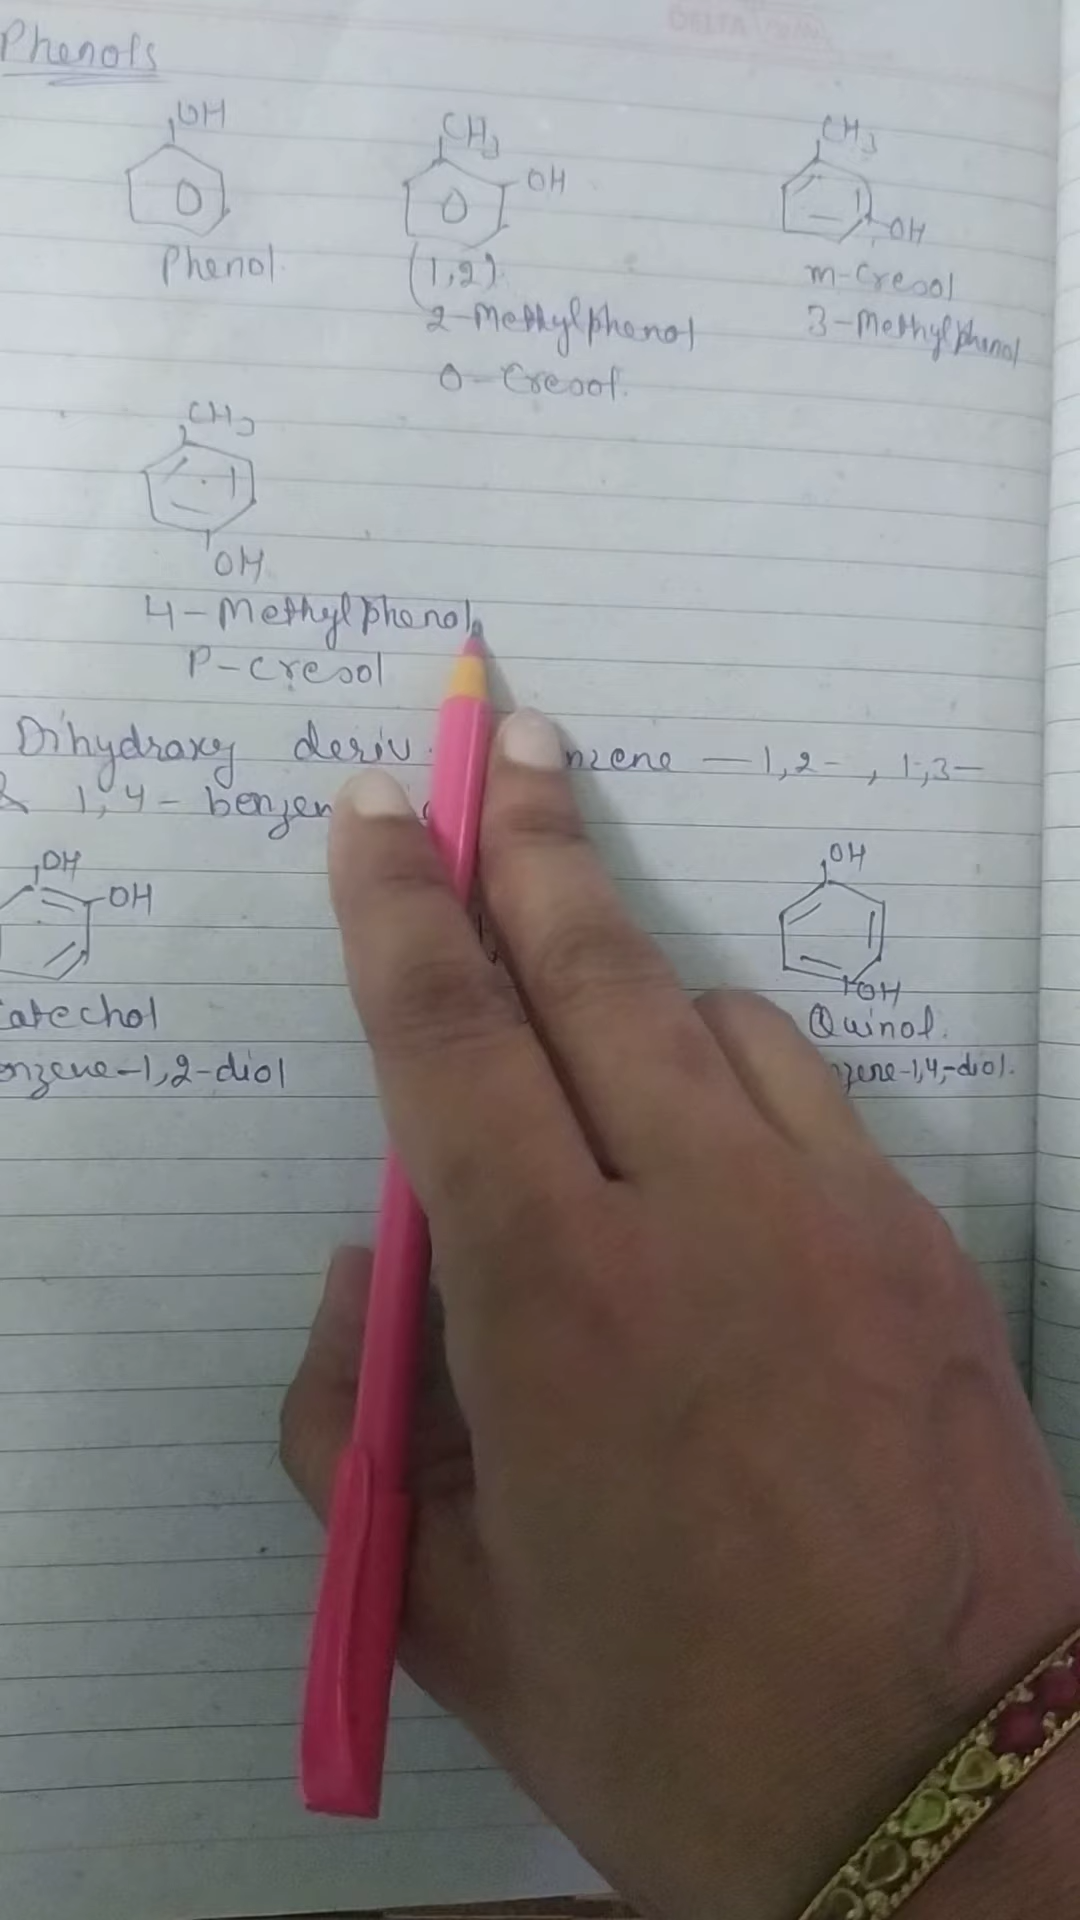 Phenols
OH
Phenol.
CH3
OH
(1,2)
2-Methylphenol
O-Cresol.
CH3
OH
m-Cresol
3-Methylphenol
CH3
OH
4-Methylphenol
P-cresol
Dihydroxy deriv. nzene — 1,2-, 1,3-
& 1,4- benzen
OH
OH
atechol
nzene-1,2-diol
OH
OH
Quinol.
zene-1,4,-diol.